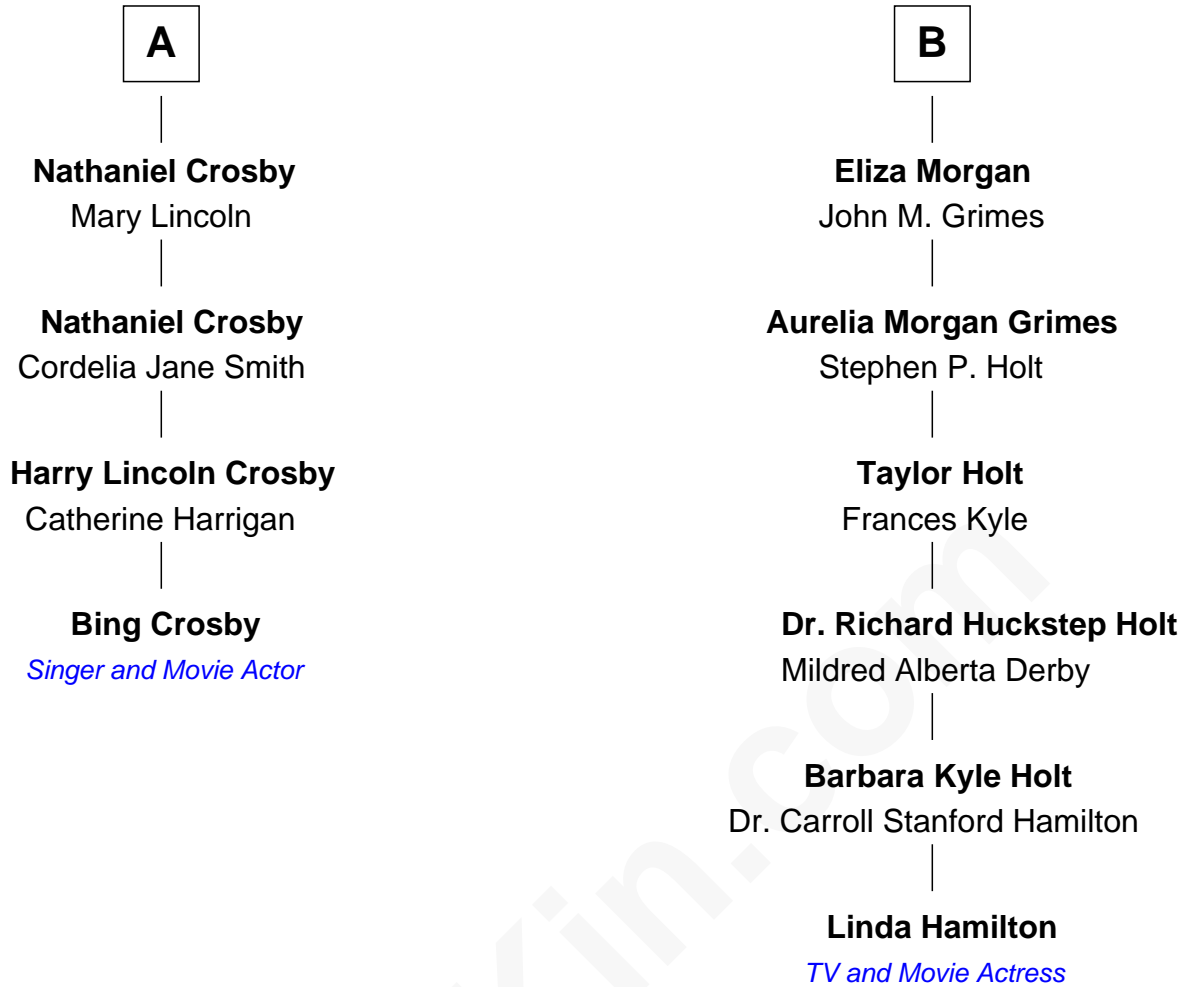 A
Nathaniel Crosby
Mary Lincoln
Nathaniel Crosby
Cordelia Jane Smith
Harry Lincoln Crosby
Catherine Harrigan
Bing Crosby
Singer and Movie Actor
B
Eliza Morgan
John M. Grimes
Aurelia Morgan Grimes
Stephen P. Holt
Taylor Holt
Frances Kyle
Dr. Richard Huckstep Holt
Mildred Alberta Derby
Barbara Kyle Holt
Dr. Carroll Stanford Hamilton
Linda Hamilton
TV and Movie Actress